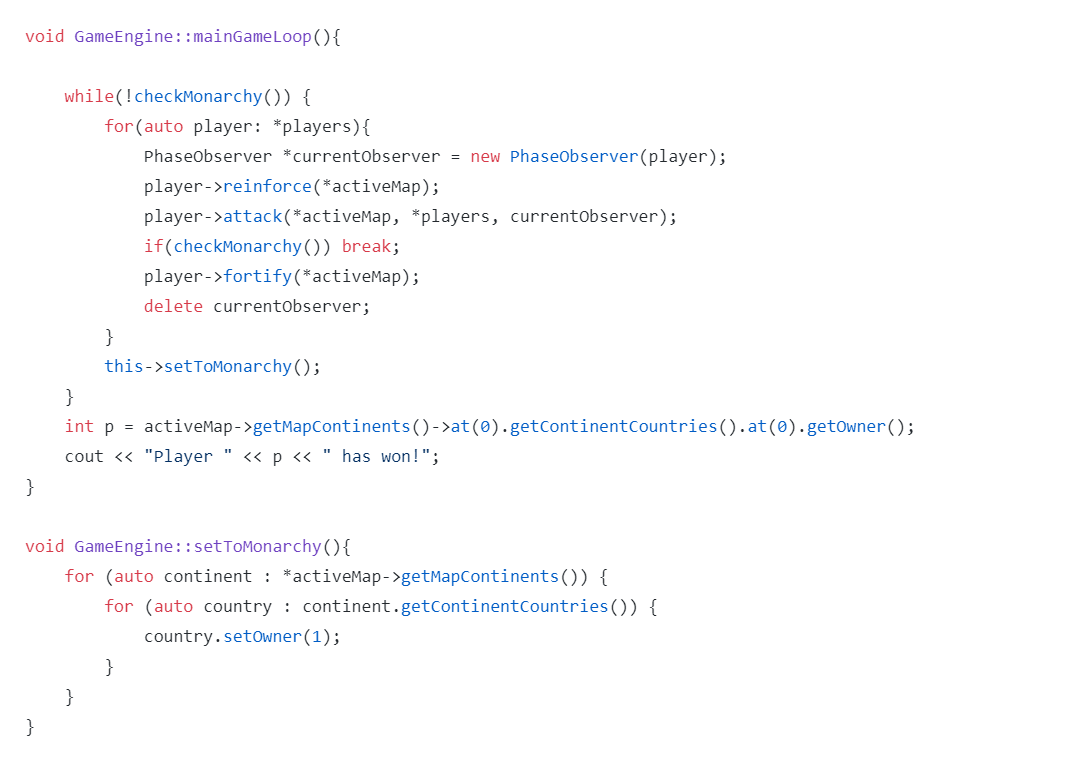 void GameEngine::mainGameLoop(){
while(!checkMonarchy()) {
for(auto player: *players){
PhaseObserver *currentObserver = new PhaseObserver(player);
player->reinforce(*activeMap);
player->attack(*activeMap, *players, currentObserver);
if(checkMonarchy()) break;
player->fortify(*activeMap);
delete currentObserver;
}
this->setToMonarchy();
}
int p = activeMap->getMapContinents()->at(0).getContinentCountries().at(0).getOwner();
cout << "Player " << p << " has won!";
}
void GameEngine::setToMonarchy(){
for (auto continent : *activeMap->getMapContinents()) {
for (auto country : continent.getContinentCountries()) {
country.setOwner(1);
}
}
}